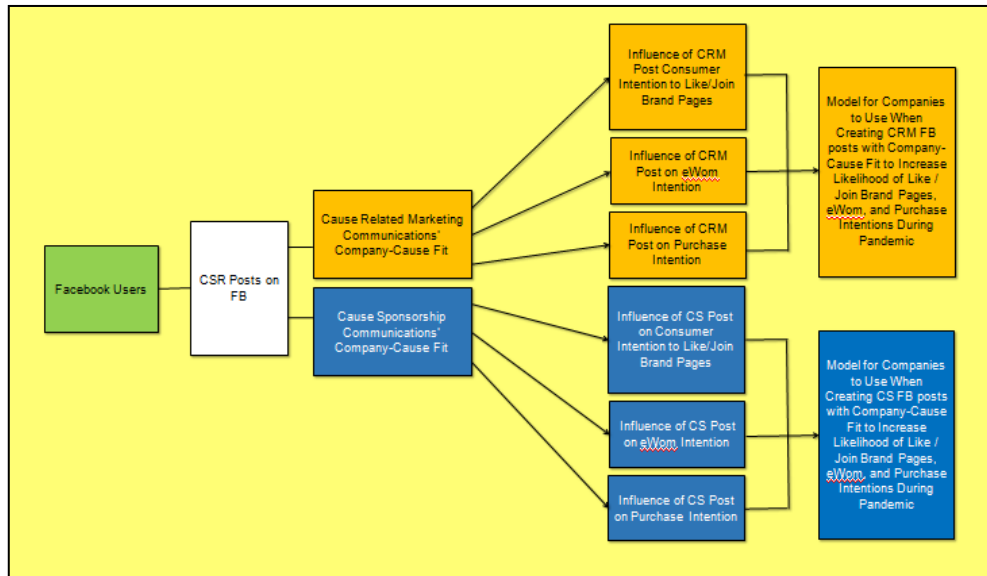 Facebook Users
CSR Posts on
FB
Cause Related Marketing
Communications'
Company-Cause Fit
Cause Sponsorship
Communications'
Company-Cause Fit
Influence of CRM
Post Consumer
Intention to Like/Join
Brand Pages
Influence of CRM
Post on eWom
Intention
Influence of CRM
Post on Purchase
Intention
Influence of CS Post
on Consumer
Intention to Like/Join
Brand Pages
Influence of CS Post
on eWom Intention
Influence of CS Post
on Purchase Intention
Model for Companies
to Use When
Creating CRM FB
posts with Company-
Cause Fit to Increase
Likelihood of Like /
Join Brand Pages,
eWom, and Purchase
Intentions During
Pandemic
Model for Companies
to Use When
Creating CS FB posts
with Company-Cause
Fit to Increase
Likelihood of Like /
Join Brand Pages,
eWom, and Purchase
Intentions During
Pandemic